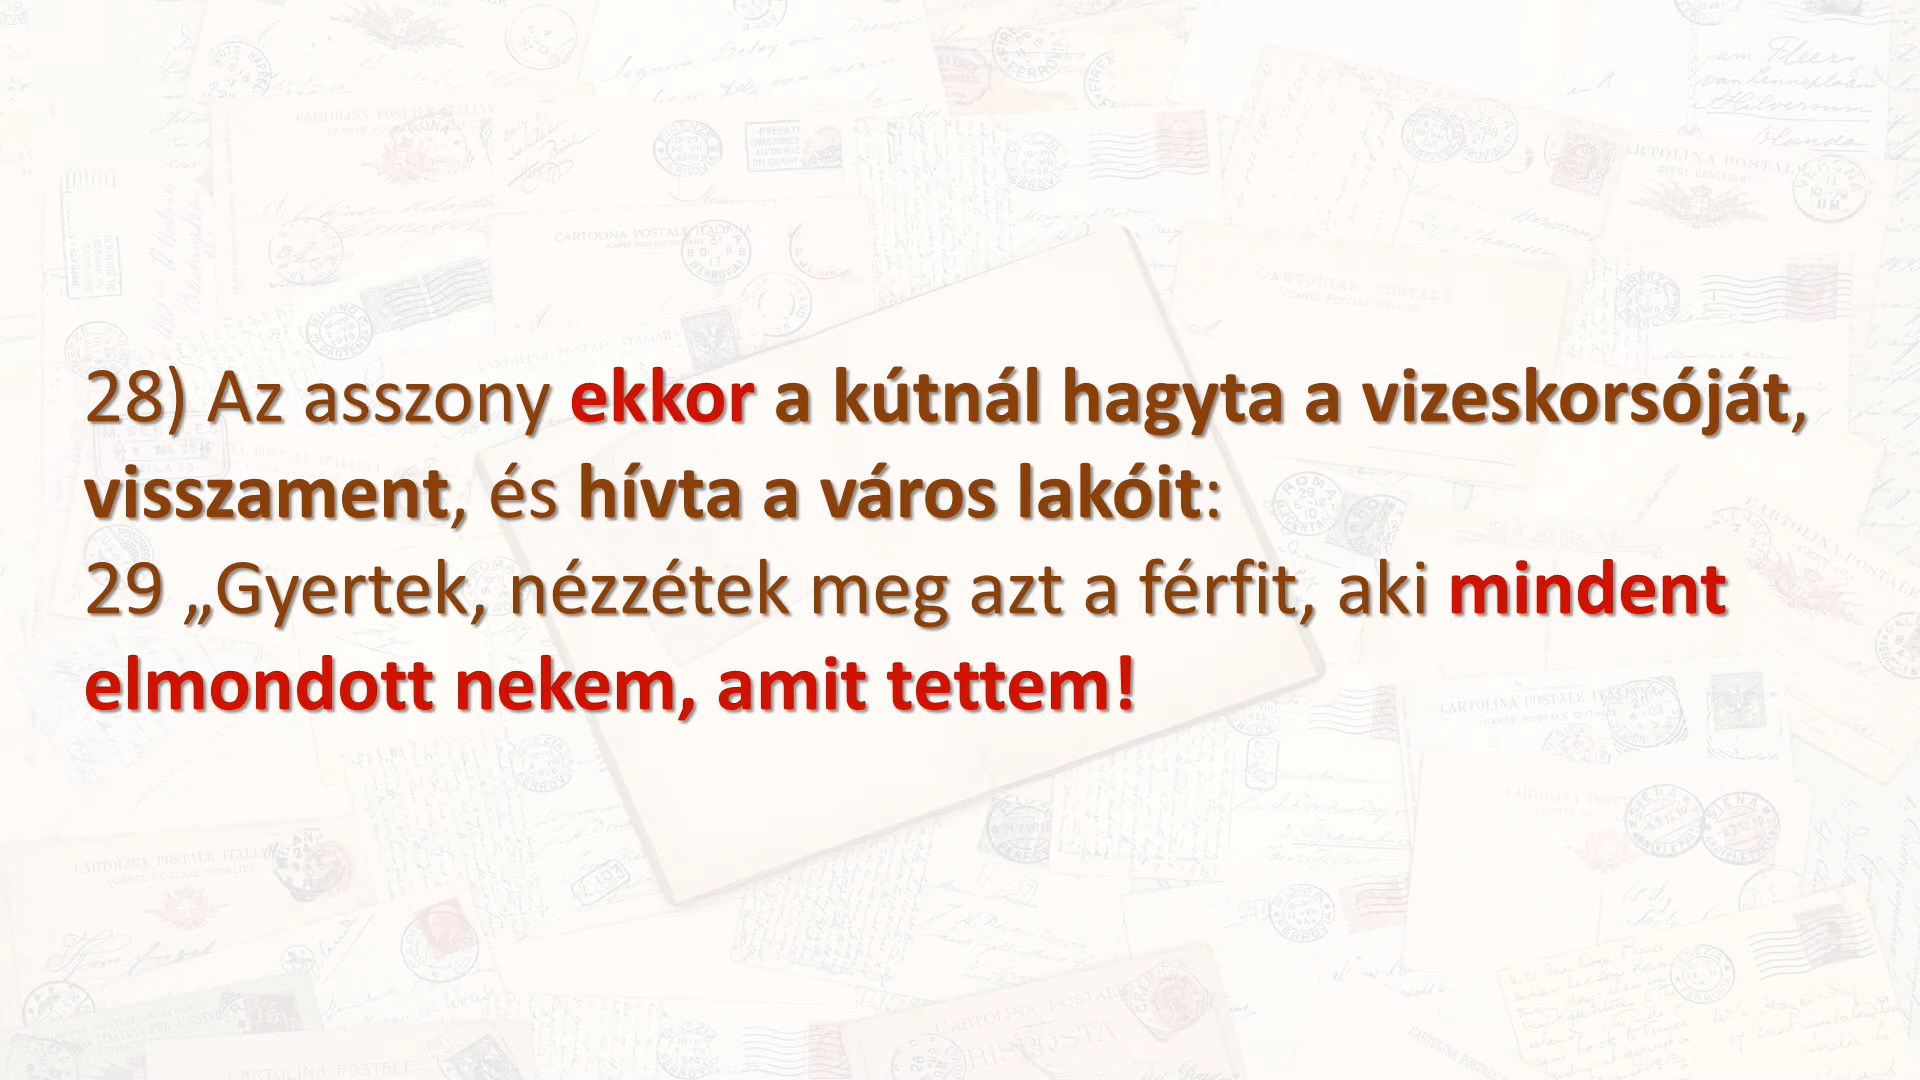 28) Az asszony ekkor a kútnál hagyta a vizeskorsóját,
visszament, és hívta a város lakóit:
29 „Gyertek, nézzétek meg azt a férfit, aki mindent
elmondott nekem, amit tettem!